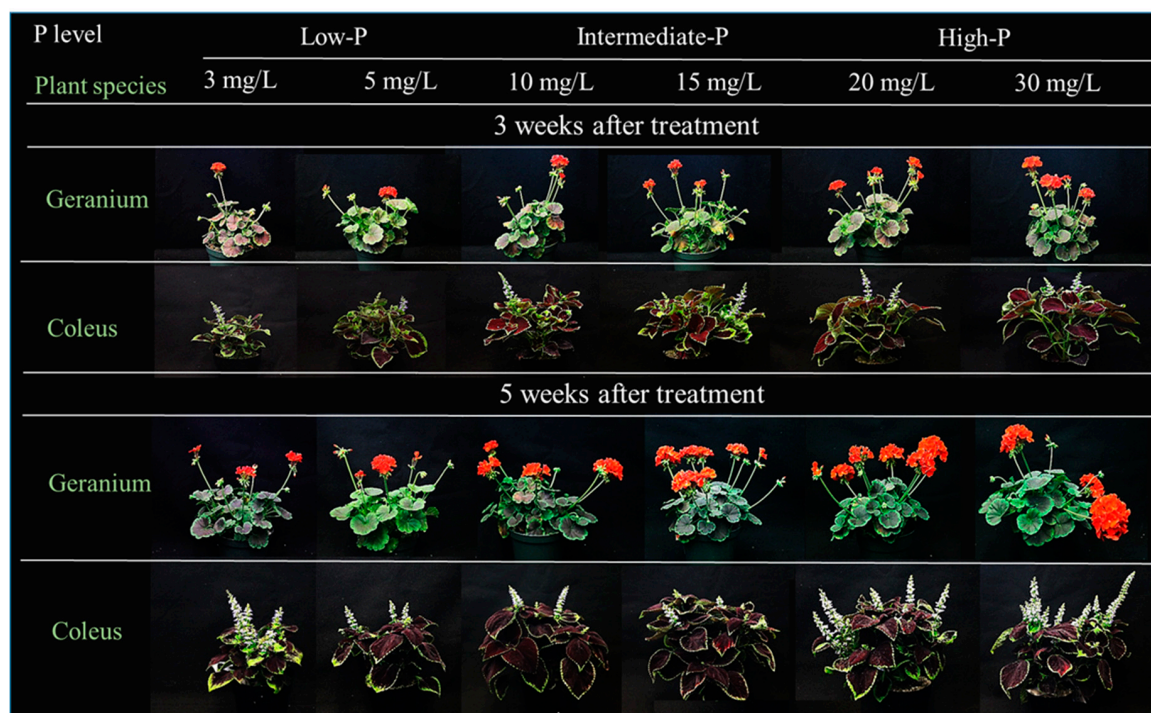 P level Low-P Intermediate-P High-P
Plant species 3 mg/L 5 mg/L 10 mg/L 15 mg/L 20 mg/L 30 mg/L
3 weeks after treatment
Geranium
Coleus
5 weeks after treatment
Geranium
Coleus